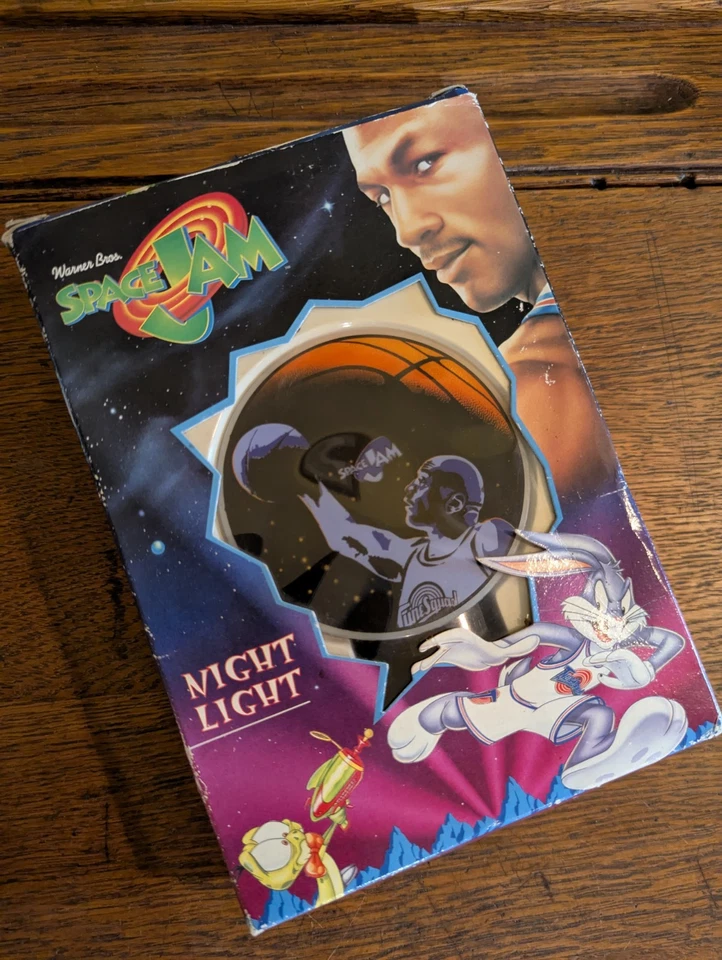 Warner Bros.
SPACE JAM
SPACE JAM
Tune Squad
NIGHT
LIGHT